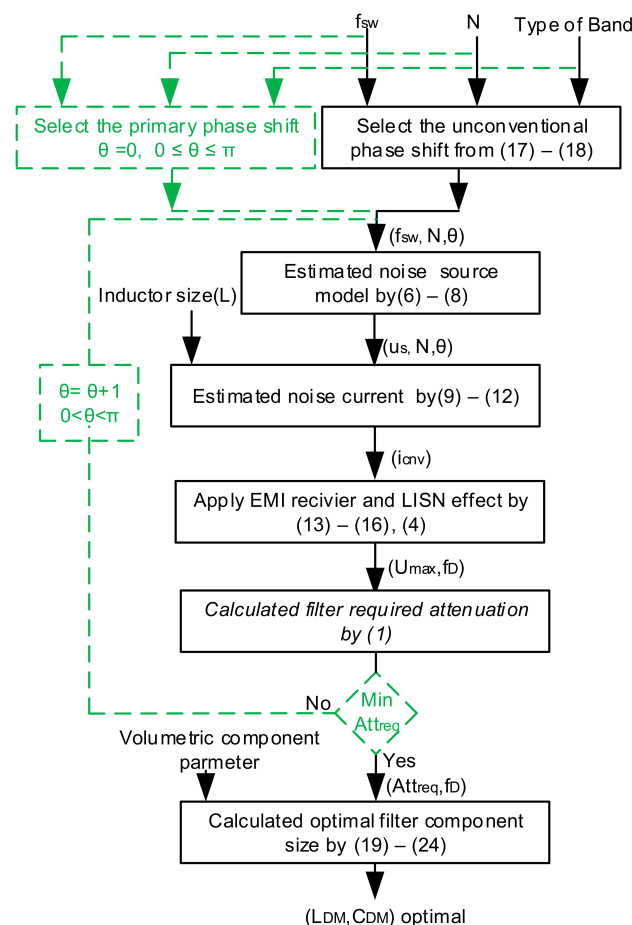 fsw
N
Type of Band
Select the primary phase shift
θ =0, 0 ≤ θ ≤ π
Select the unconventional
phase shift from (17) – (18)
(fsw, N,θ)
Estimated noise source
model by(6) – (8)
Inductor size(L)
(us, N,θ)
θ= θ+1
0<θ<π
Estimated noise current by(9) – (12)
(icnv)
Apply EMI recivier and LISN effect by
(13) – (16), (4)
(Umax,fD)
Calculated filter required attenuation
by (1)
No
Min
Attreq
Volumetric component
parmeter
Yes
(Attreq,fD)
Calculated optimal filter component
size by (19) – (24)
(LDM,CDM) optimal